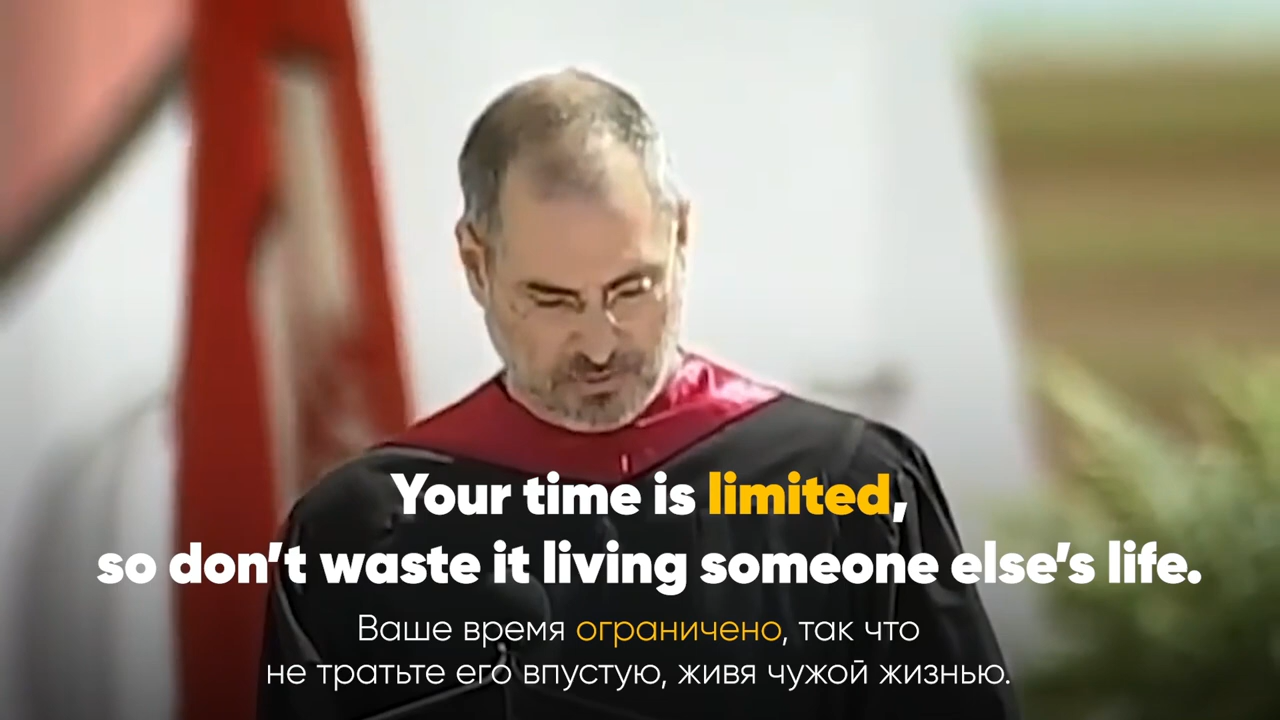 Your time is limited,
so don’t waste it living someone else’s life.
Ваше время ограничено, так что
не тратьте его впустую, живя чужой жизнью.